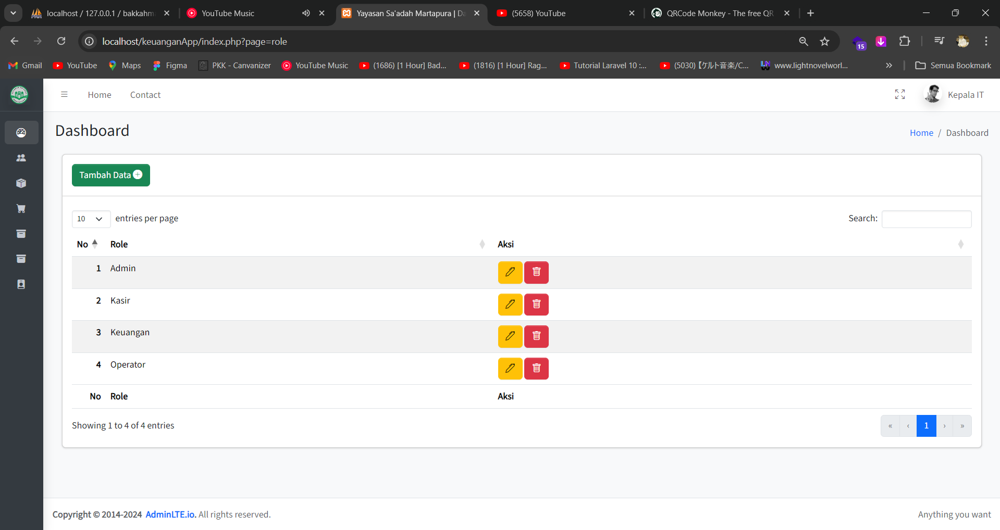 localhost / 127.0.0.1 / bakkahm
YouTube Music
Yayasan Sa'adah Martapura | Da
(5658) YouTube
QRCode Monkey - The free QR
localhost/keuanganApp/index.php?page=role
15
Gmail
YouTube
Maps
Figma
PKK - Canvanizer
YouTube Music
(1686) [1 Hour] Bad...
(1816) [1 Hour] Rag...
Tutorial Laravel 10 :...
(5030)【ケルト音楽/C...
www.lightnovelworl...
Semua Bookmark
Home
Contact
Kepala IT
Dashboard
Home / Dashboard
Tambah Data
10 entries per page
Search:
No Role Aksi
1 Admin
2 Kasir
3 Keuangan
4 Operator
No Role Aksi
Showing 1 to 4 of 4 entries
« ‹ 1 › »
Copyright © 2014-2024 AdminLTE.io. All rights reserved.
Anything you want